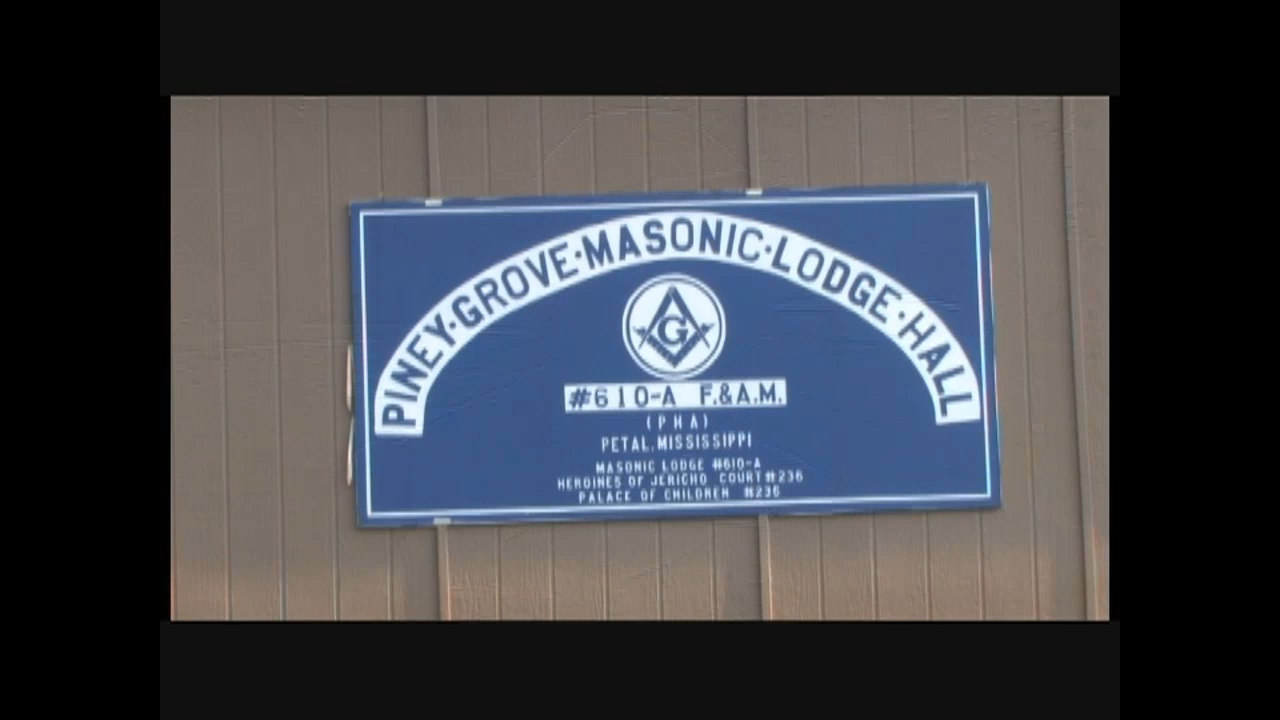 PINEY·GROVE·MASONIC·LODGE·HALL
G
#610-A F.&A.M.
(PHA)
PETAL, MISSISSIPPI
MASONIC LODGE #610-A
HEROINES OF JERICHO COURT #236
PALACE OF CHILDREN #236